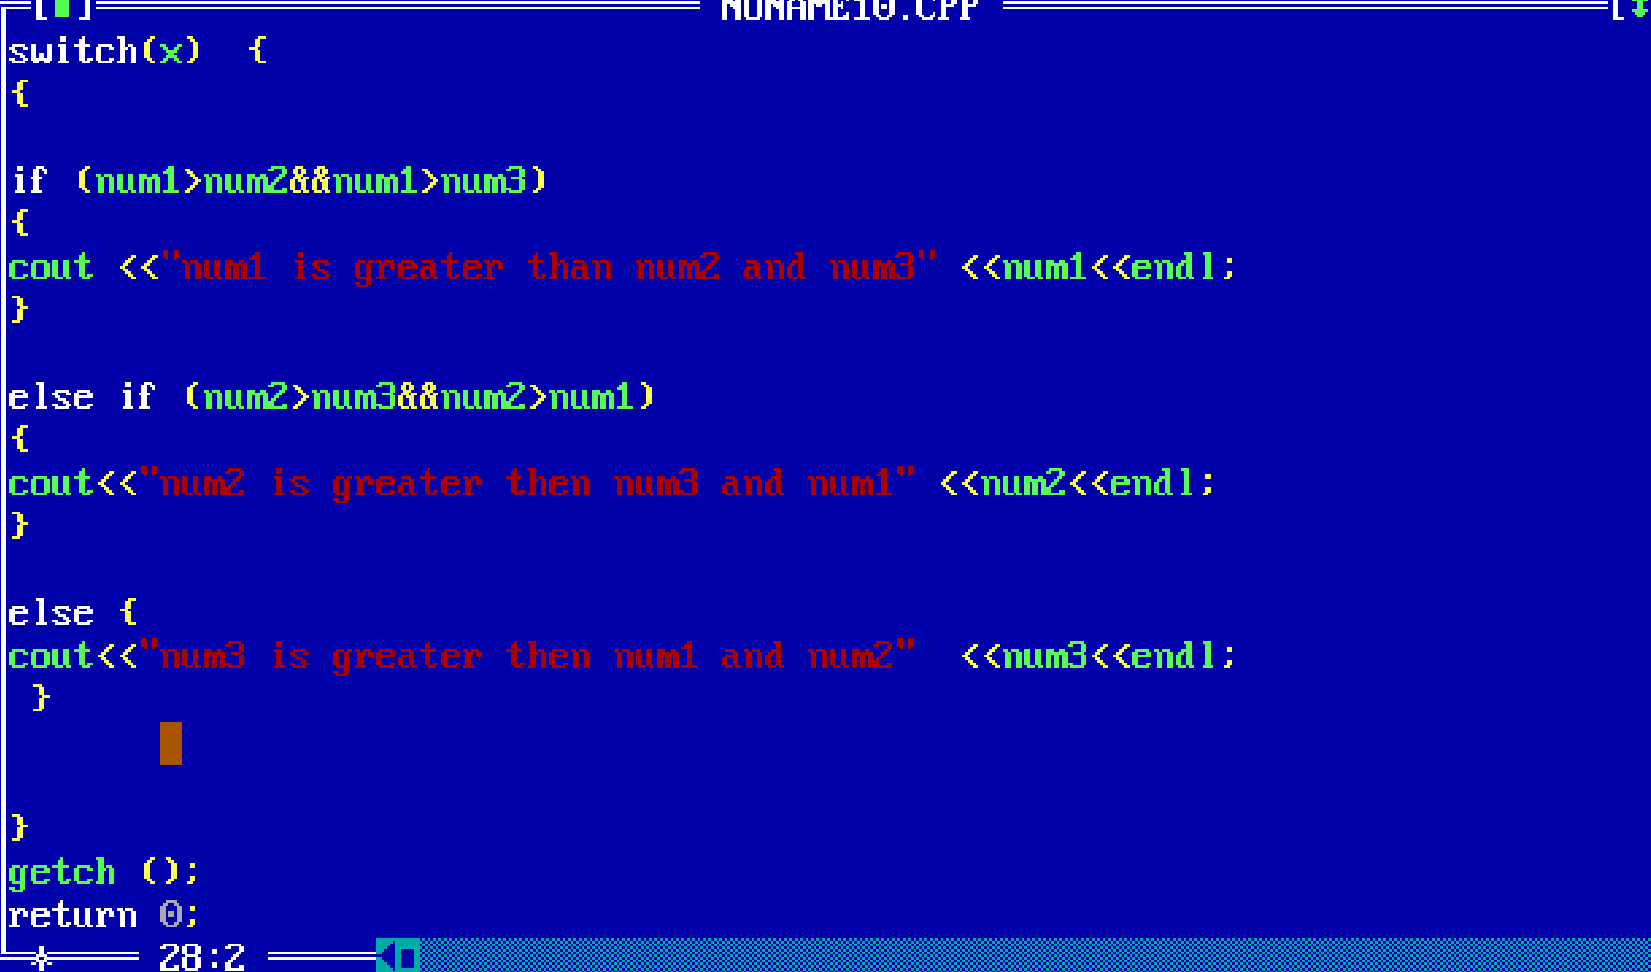 [■] NONAME10.CPP [↕
switch(x)  {
{
if (num1>num2&&num1>num3)
{
cout <<"num1 is greater than num2 and num3" <<num1<<endl;
}
else if (num2>num3&&num2>num1)
{
cout<<"num2 is greater then num3 and num1" <<num2<<endl;
}
else {
cout<<"num3 is greater then num1 and num2"  <<num3<<endl;
}
}
getch ();
return 0;
28:2